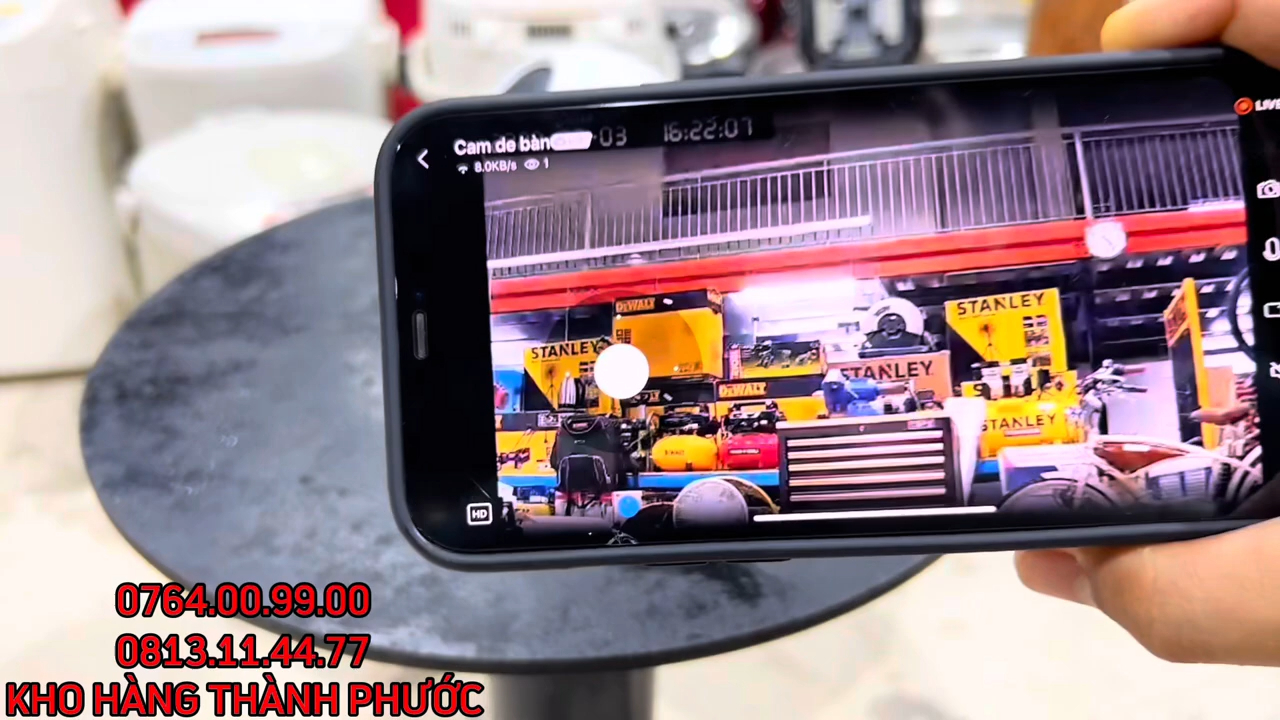 LIVE
Cam de bàn
03 16:22:07
8.0KB/s 1
DEWALT
STANLEY
STANLEY
STANLEY
DEWALT
STANLEY
HD
0764.00.99.00
0813.11.44.77
KHO HÀNG THÀNH PHƯỚC